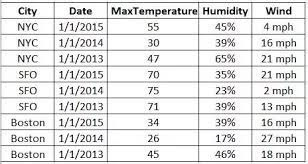 City Date MaxTemperature Humidity Wind
NYC 1/1/2015 55 45% 4 mph
NYC 1/1/2014 30 39% 16 mph
NYC 1/1/2013 47 65% 21 mph
SFO 1/1/2015 70 35% 21 mph
SFO 1/1/2014 75 23% 2 mph
SFO 1/1/2013 71 39% 13 mph
Boston 1/1/2015 34 39% 16 mph
Boston 1/1/2014 26 17% 27 mph
Boston 1/1/2013 45 46% 18 mph